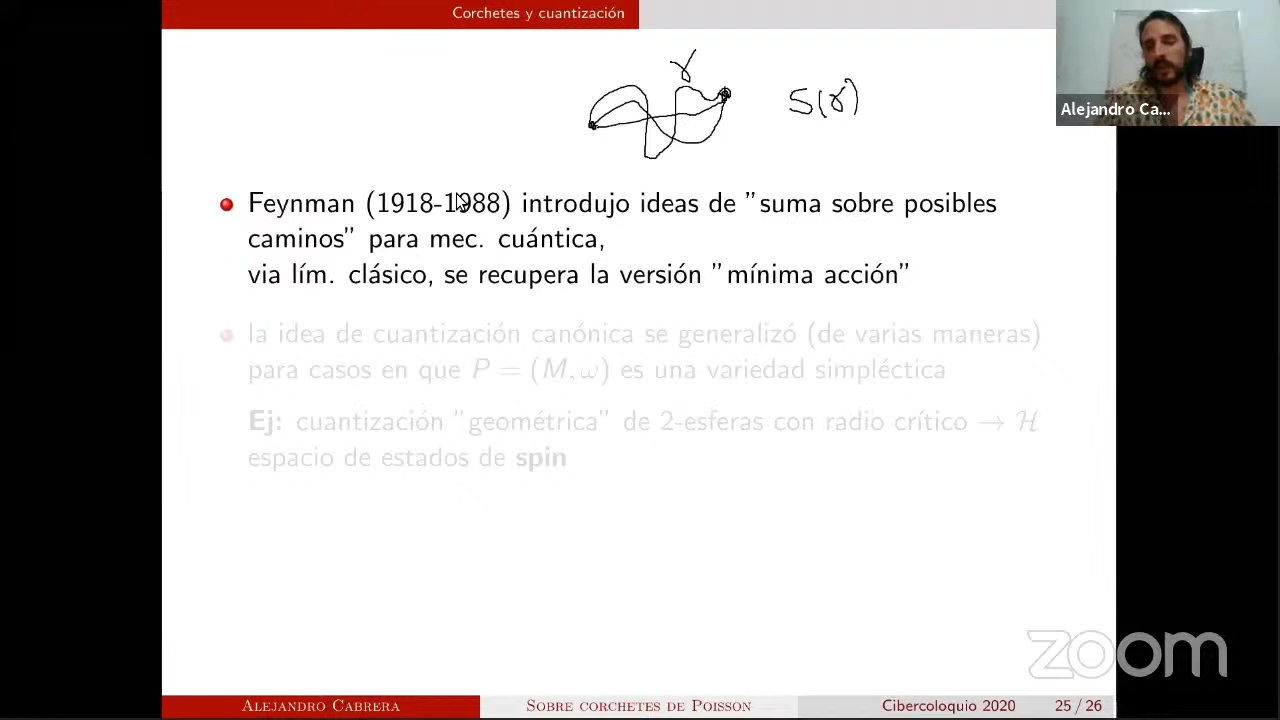 Corchetes y cuantización
γ
S(γ)
Alejandro Ca...
Feynman (1918-1988) introdujo ideas de ”suma sobre posibles
caminos” para mec. cuántica,
via lím. clásico, se recupera la versión ”mínima acción”
la idea de cuantización canónica se generalizó (de varias maneras)
para casos en que P = (M, ω) es una variedad simpléctica
Ej: cuantización ”geométrica” de 2-esferas con radio crítico → ℋ
espacio de estados de spin
zoom
Alejandro Cabrera
Sobre corchetes de Poisson
Cibercoloquio 2020
25 / 26